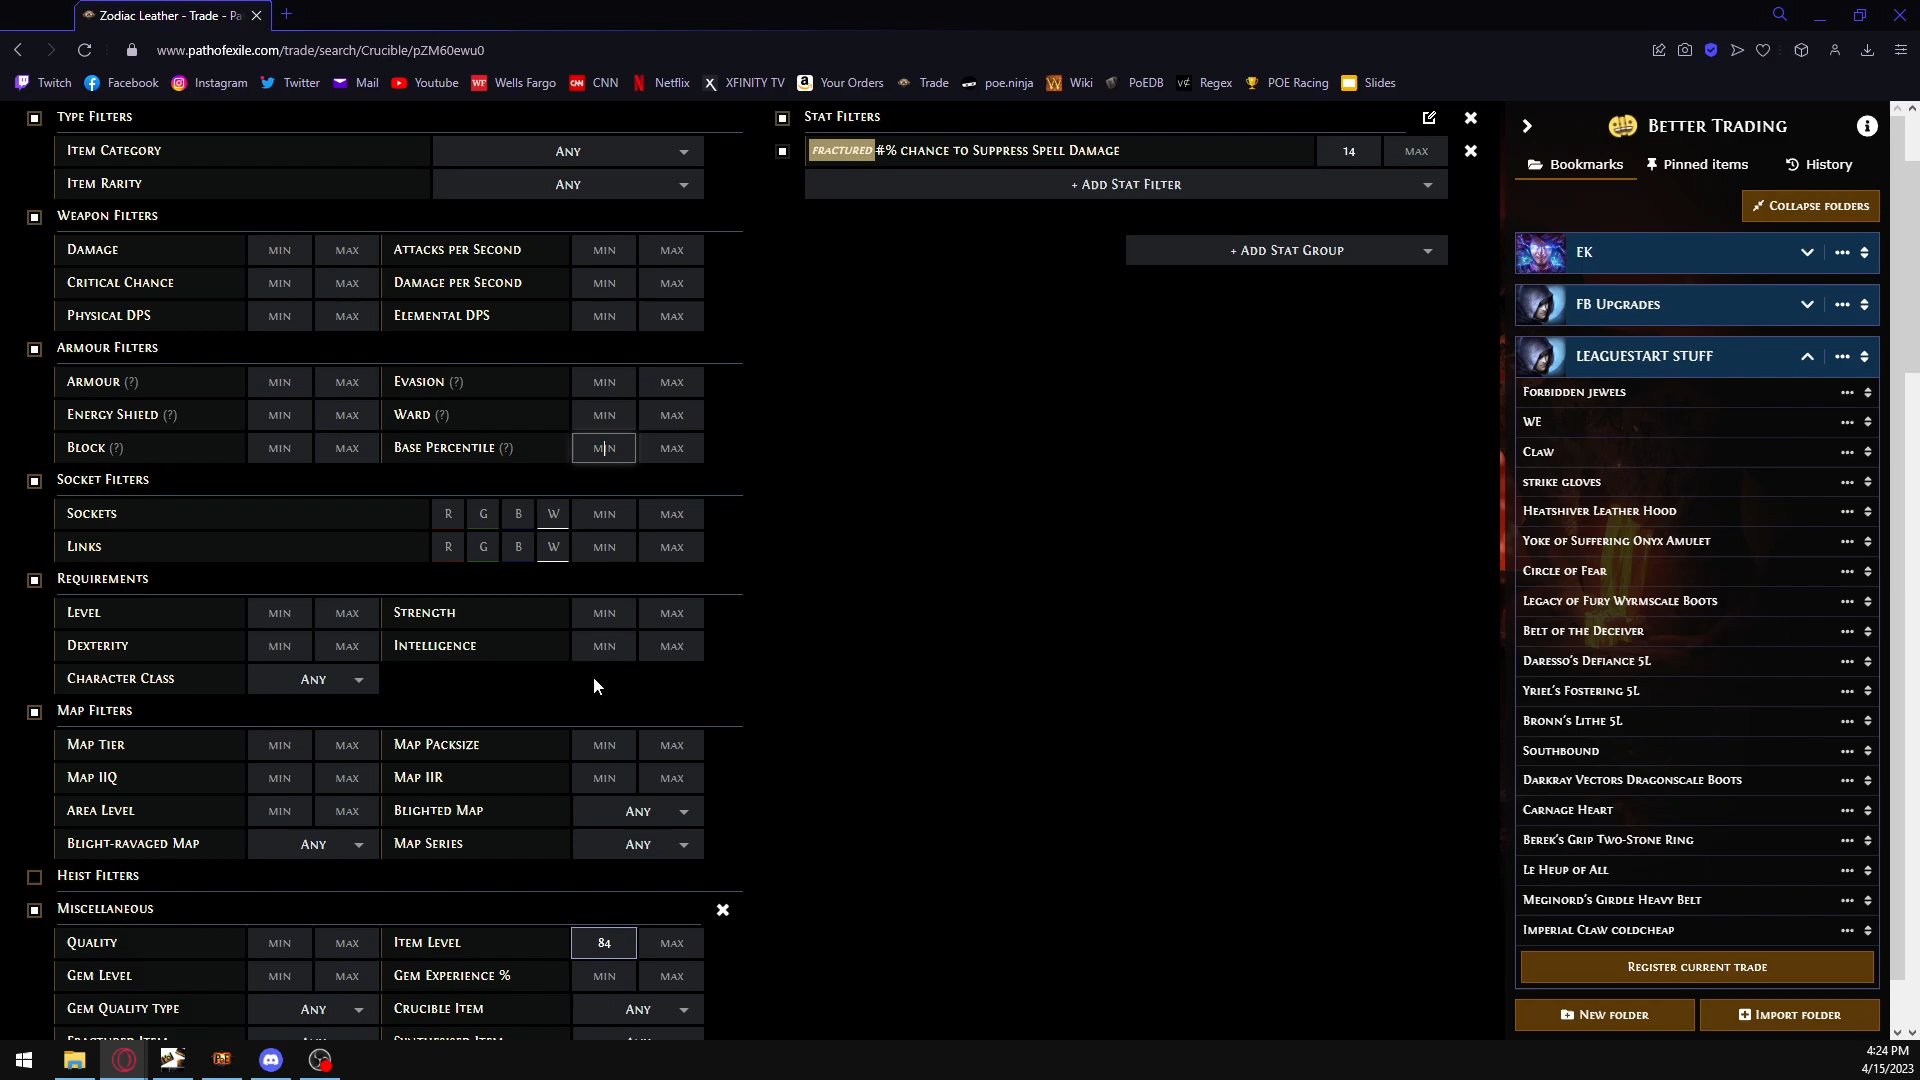 Zodiac Leather - Trade - Pa
www.pathofexile.com/trade/search/Crucible/pZM60ewu0
Twitch Facebook Instagram Twitter Mail Youtube WF Wells Fargo CNN CNN Netflix XFINITY TV Your Orders Trade poe.ninja Wiki PoEDB Regex POE Racing Slides
Type Filters
Item Category Any
Item Rarity Any
Weapon Filters
Damage MIN MAX Attacks per Second MIN MAX
Critical Chance MIN MAX Damage per Second MIN MAX
Physical DPS MIN MAX Elemental DPS MIN MAX
Armour Filters
Armour (?) MIN MAX Evasion (?) MIN MAX
Energy Shield (?) MIN MAX Ward (?) MIN MAX
Block (?) MIN MAX Base Percentile (?) MIN MAX
Socket Filters
Sockets R G B W MIN MAX
Links R G B W MIN MAX
Requirements
Level MIN MAX Strength MIN MAX
Dexterity MIN MAX Intelligence MIN MAX
Character Class Any
Map Filters
Map Tier MIN MAX Map Packsize MIN MAX
Map IIQ MIN MAX Map IIR MIN MAX
Area Level MIN MAX Blighted Map Any
Blight-ravaged Map Any Map Series Any
Heist Filters
Miscellaneous
Quality MIN MAX Item Level 84 MAX
Gem Level MIN MAX Gem Experience % MIN MAX
Gem Quality Type Any Crucible Item Any
Fractured Item Any Synthesised Item Any
Stat Filters
FRACTURED #% chance to Suppress Spell Damage 14 MAX
+ Add Stat Filter
+ Add Stat Group
Better Trading
Bookmarks Pinned items History
Collapse folders
EK
FB Upgrades
LEAGUESTART STUFF
Forbidden jewels
WE
Claw
strike gloves
Heatshiver Leather Hood
Yoke of Suffering Onyx Amulet
Circle of Fear
Legacy of Fury Wyrmscale Boots
Belt of the Deceiver
Daresso's Defiance 5L
Yriel's Fostering 5L
Bronn's Lithe 5L
Southbound
Darkray Vectors Dragonscale Boots
Carnage Heart
Berek's Grip Two-Stone Ring
Le Heup of All
Meginord's Girdle Heavy Belt
Imperial Claw coldcheap
Register current trade
New folder Import folder
4:24 PM
4/15/2023